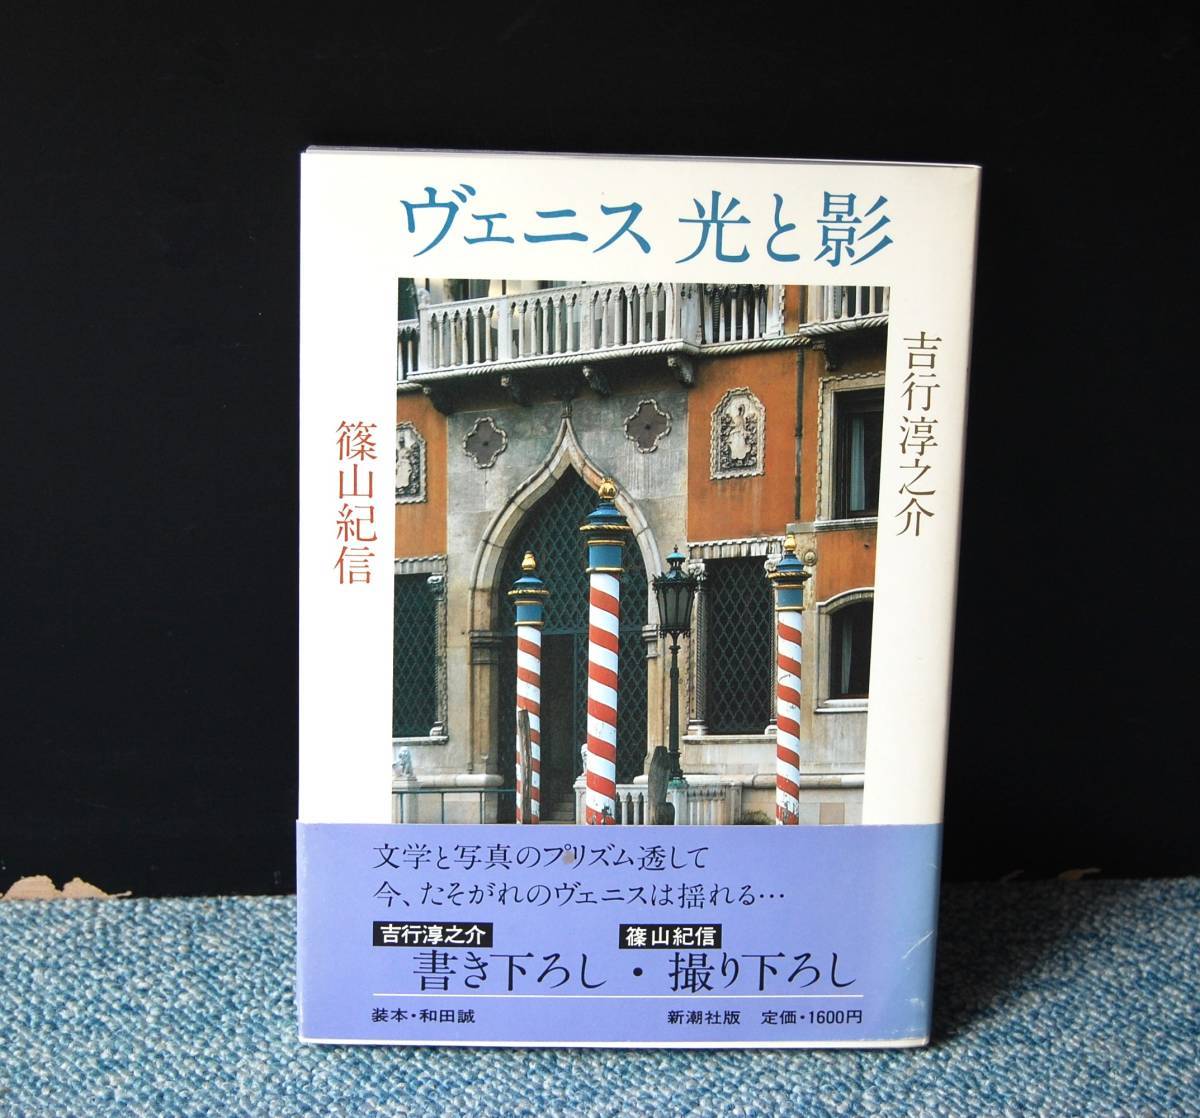 ヴェニス 光と影
吉行淳之介
篠山紀信
文学と写真のプリズム透して
今、たそがれのヴェニスは揺れる…
吉行淳之介 篠山紀信
書き下ろし・撮り下ろし
装本・和田誠 新潮社版 定価・1600円